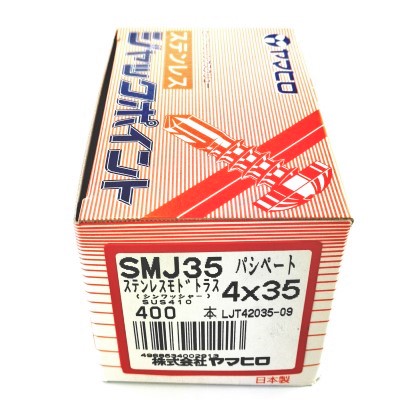 ヤマヒロ
ステンレス
ジャックポイント
SMJ35 パシペート
ステンレスモドトラス 4×35
(シンワッシャー)
SUS410
400 本 LJT42035-09
株式会社ヤマヒロ
日本製